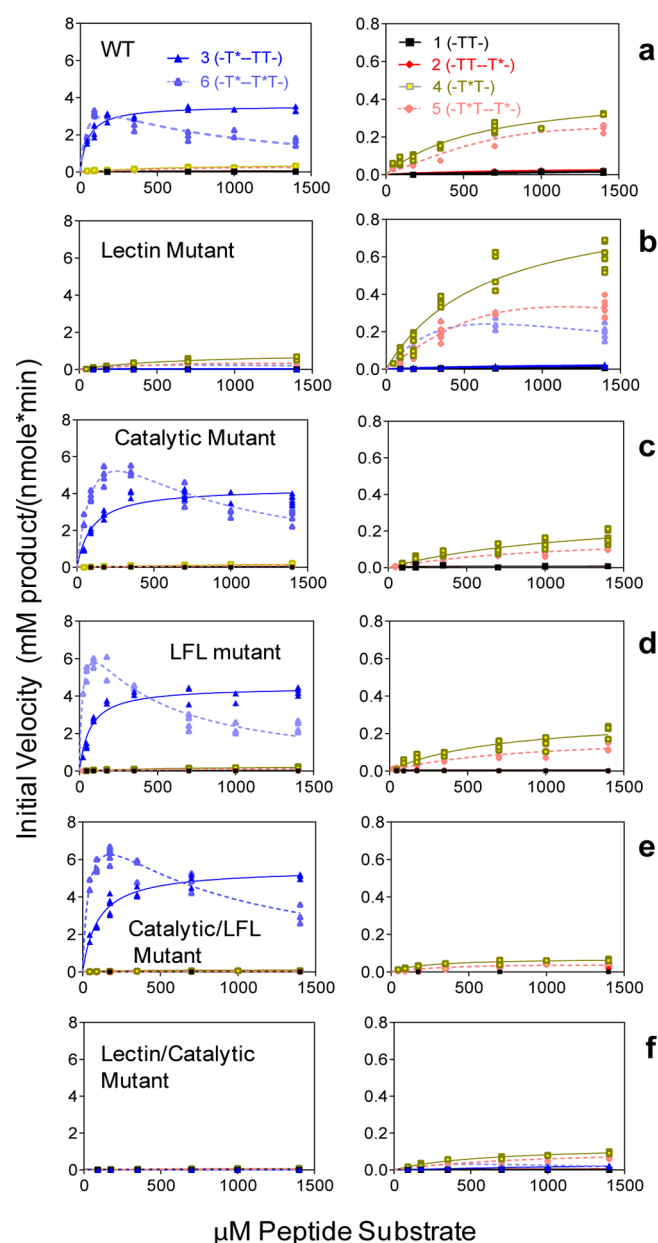 WT
3 (-T*--TT-)
6 (-T*--T*T-)
8
6
4
2
0
0 500 1000 1500
a
1 (-TT-)
2 (-TT--T*-)
4 (-T*T-)
5 (-T*T--T*-)
0.8
0.6
0.4
0.2
0.0
0 500 1000 1500
Lectin Mutant
8
6
4
2
0
0 500 1000 1500
b
0.8
0.6
0.4
0.2
0.0
0 500 1000 1500
Catalytic Mutant
8
6
4
2
0
0 500 1000 1500
c
0.8
0.6
0.4
0.2
0.0
0 500 1000 1500
LFL mutant
8
6
4
2
0
0 500 1000 1500
d
0.8
0.6
0.4
0.2
0.0
0 500 1000 1500
Catalytic/LFL
Mutant
8
6
4
2
0
0 500 1000 1500
e
0.8
0.6
0.4
0.2
0.0
0 500 1000 1500
Lectin/Catalytic
Mutant
8
6
4
2
0
0 500 1000 1500
f
0.8
0.6
0.4
0.2
0.0
0 500 1000 1500
Initial Velocity (mM product/(nmole*min)
µM Peptide Substrate